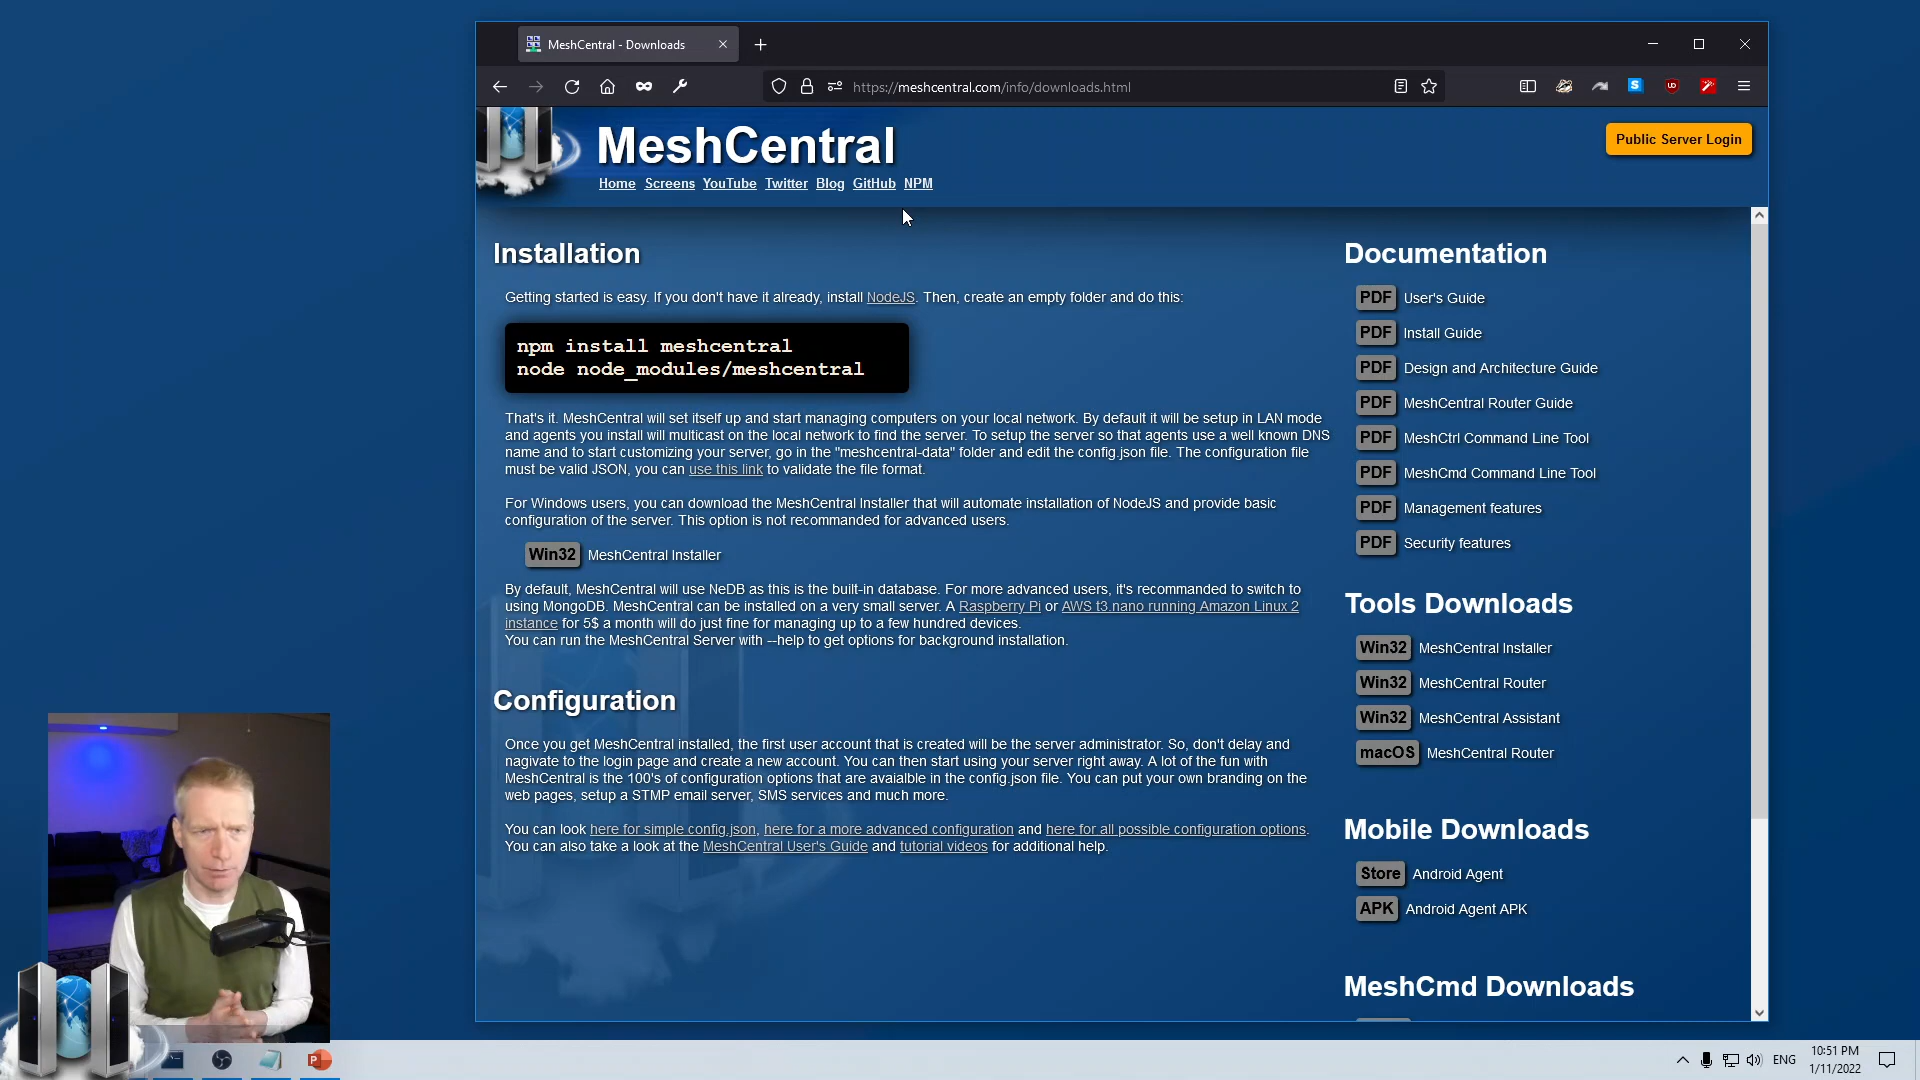 MeshCentral - Downloads
https://meshcentral.com/info/downloads.html
MeshCentral
Public Server Login
Home Screens YouTube Twitter Blog GitHub NPM
Installation
Getting started is easy. If you don't have it already, install NodeJS. Then, create an empty folder and do this:
npm install meshcentral
node node_modules/meshcentral
That's it. MeshCentral will set itself up and start managing computers on your local network. By default it will be setup in LAN mode
and agents you install will multicast on the local network to find the server. To setup the server so that agents use a well known DNS
name and to start customizing your server, go in the "meshcentral-data" folder and edit the config.json file. The configuration file
must be valid JSON, you can use this link to validate the file format.
For Windows users, you can download the MeshCentral Installer that will automate installation of NodeJS and provide basic
configuration of the server. This option is not recommanded for advanced users.
Win32 MeshCentral Installer
By default, MeshCentral will use NeDB as this is the built-in database. For more advanced users, it's recommanded to switch to
using MongoDB. MeshCentral can be installed on a very small server. A Raspberry Pi or AWS t3.nano running Amazon Linux 2
instance for 5$ a month will do just fine for managing up to a few hundred devices.
You can run the MeshCentral Server with --help to get options for background installation.
Configuration
Once you get MeshCentral installed, the first user account that is created will be the server administrator. So, don't delay and
nagivate to the login page and create a new account. You can then start using your server right away. A lot of the fun with
MeshCentral is the 100's of configuration options that are avaialble in the config.json file. You can put your own branding on the
web pages, setup a STMP email server, SMS services and much more.
You can look here for simple config.json, here for a more advanced configuration and here for all possible configuration options.
You can also take a look at the MeshCentral User's Guide and tutorial videos for additional help.
Documentation
PDF User's Guide
PDF Install Guide
PDF Design and Architecture Guide
PDF MeshCentral Router Guide
PDF MeshCtrl Command Line Tool
PDF MeshCmd Command Line Tool
PDF Management features
PDF Security features
Tools Downloads
Win32 MeshCentral Installer
Win32 MeshCentral Router
Win32 MeshCentral Assistant
macOS MeshCentral Router
Mobile Downloads
Store Android Agent
APK Android Agent APK
MeshCmd Downloads
ENG
10:51 PM
1/11/2022